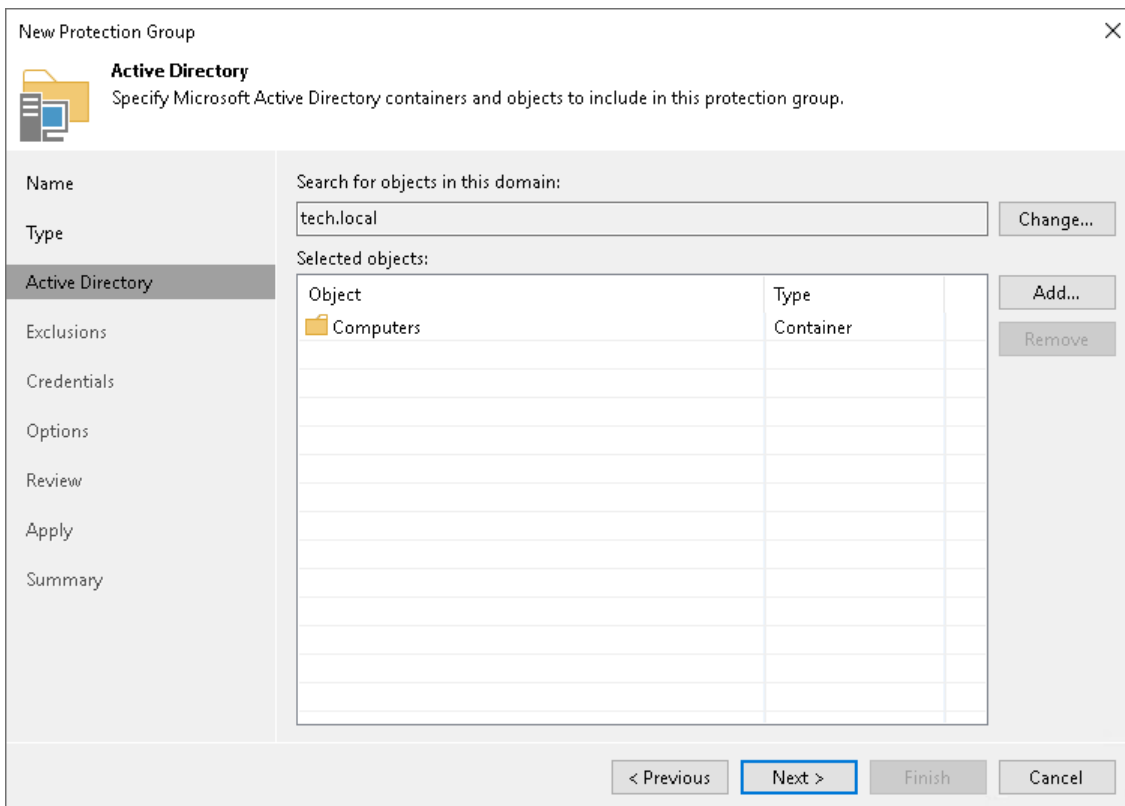 New Protection Group
Active Directory
Specify Microsoft Active Directory containers and objects to include in this protection group.
Name
Type
Active Directory
Exclusions
Credentials
Options
Review
Apply
Summary
Search for objects in this domain:
tech.local
Change...
Selected objects:
Object Type
Computers Container
Add...
Remove
< Previous
Next >
Finish
Cancel